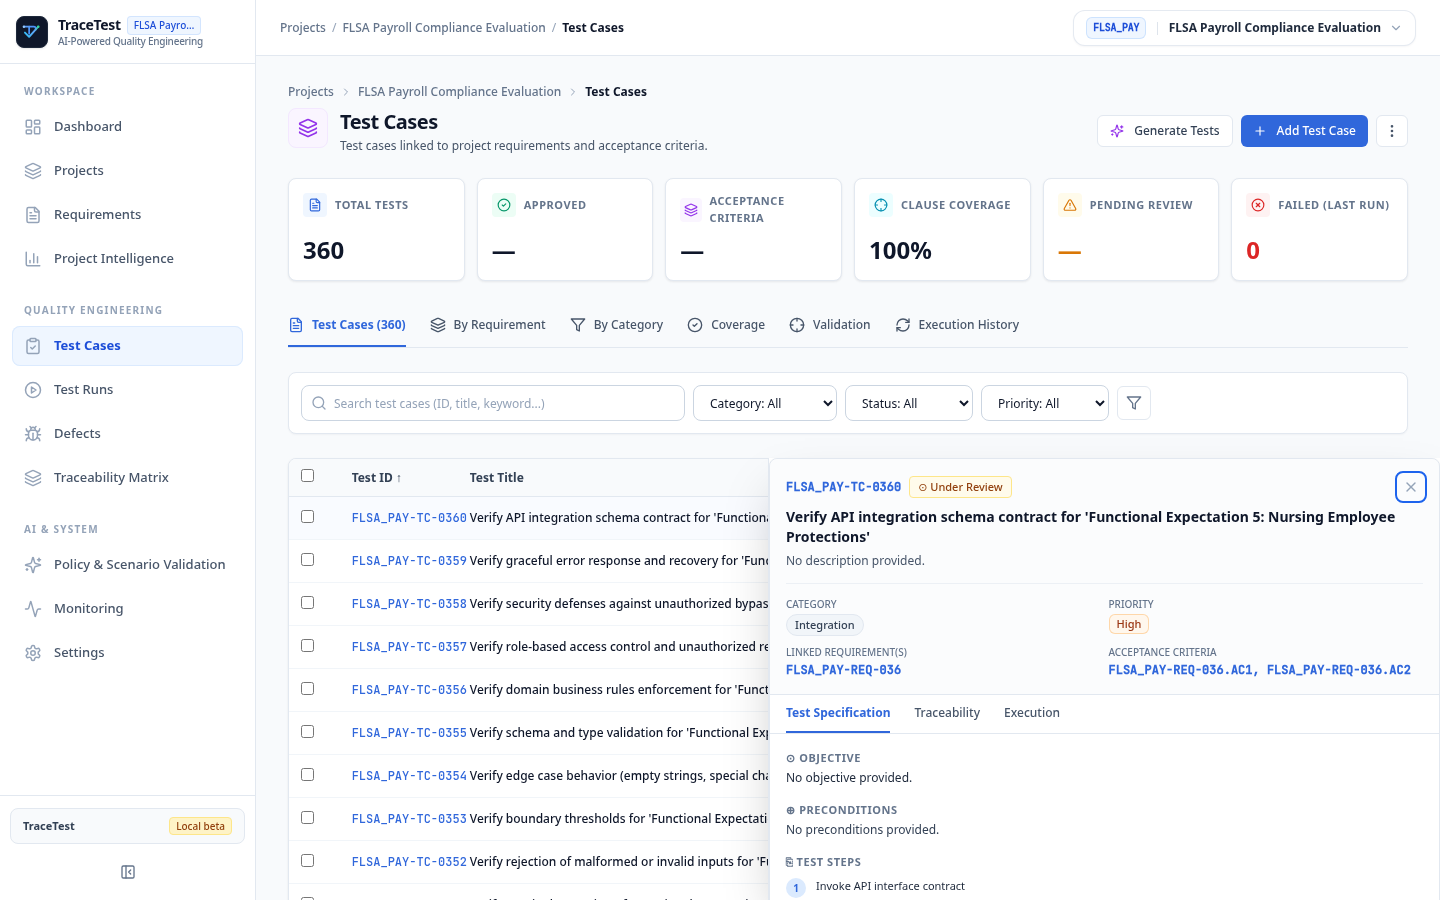 TraceTest FLSA Payro...
AI-Powered Quality Engineering
Projects / FLSA Payroll Compliance Evaluation / Test Cases
FLSA_PAY FLSA Payroll Compliance Evaluation
WORKSPACE
Dashboard
Projects
Requirements
Project Intelligence
QUALITY ENGINEERING
Test Cases
Test Runs
Defects
Traceability Matrix
AI & SYSTEM
Policy & Scenario Validation
Monitoring
Settings
TraceTest Local beta
Projects > FLSA Payroll Compliance Evaluation > Test Cases
Test Cases
Test cases linked to project requirements and acceptance criteria.
Generate Tests
+ Add Test Case
TOTAL TESTS
360
APPROVED
—
ACCEPTANCE
CRITERIA
—
CLAUSE COVERAGE
100%
PENDING REVIEW
—
FAILED (LAST RUN)
0
Test Cases (360) By Requirement By Category Coverage Validation Execution History
Search test cases (ID, title, keyword...) Category: All Status: All Priority: All
Test ID ↑ Test Title
FLSA_PAY-TC-0360 Verify API integration schema contract for 'Functiona
FLSA_PAY-TC-0359 Verify graceful error response and recovery for 'Func
FLSA_PAY-TC-0358 Verify security defenses against unauthorized bypas
FLSA_PAY-TC-0357 Verify role-based access control and unauthorized re
FLSA_PAY-TC-0356 Verify domain business rules enforcement for 'Funct
FLSA_PAY-TC-0355 Verify schema and type validation for 'Functional Exp
FLSA_PAY-TC-0354 Verify edge case behavior (empty strings, special cha
FLSA_PAY-TC-0353 Verify boundary thresholds for 'Functional Expectati
FLSA_PAY-TC-0352 Verify rejection of malformed or invalid inputs for 'Fu
FLSA_PAY-TC-0360 ⊙ Under Review
Verify API integration schema contract for 'Functional Expectation 5: Nursing Employee
Protections'
No description provided.
CATEGORY
Integration
PRIORITY
High
LINKED REQUIREMENT(S)
FLSA_PAY-REQ-036
ACCEPTANCE CRITERIA
FLSA_PAY-REQ-036.AC1, FLSA_PAY-REQ-036.AC2
Test Specification Traceability Execution
⊙ OBJECTIVE
No objective provided.
⊕ PRECONDITIONS
No preconditions provided.
⎘ TEST STEPS
1 Invoke API interface contract